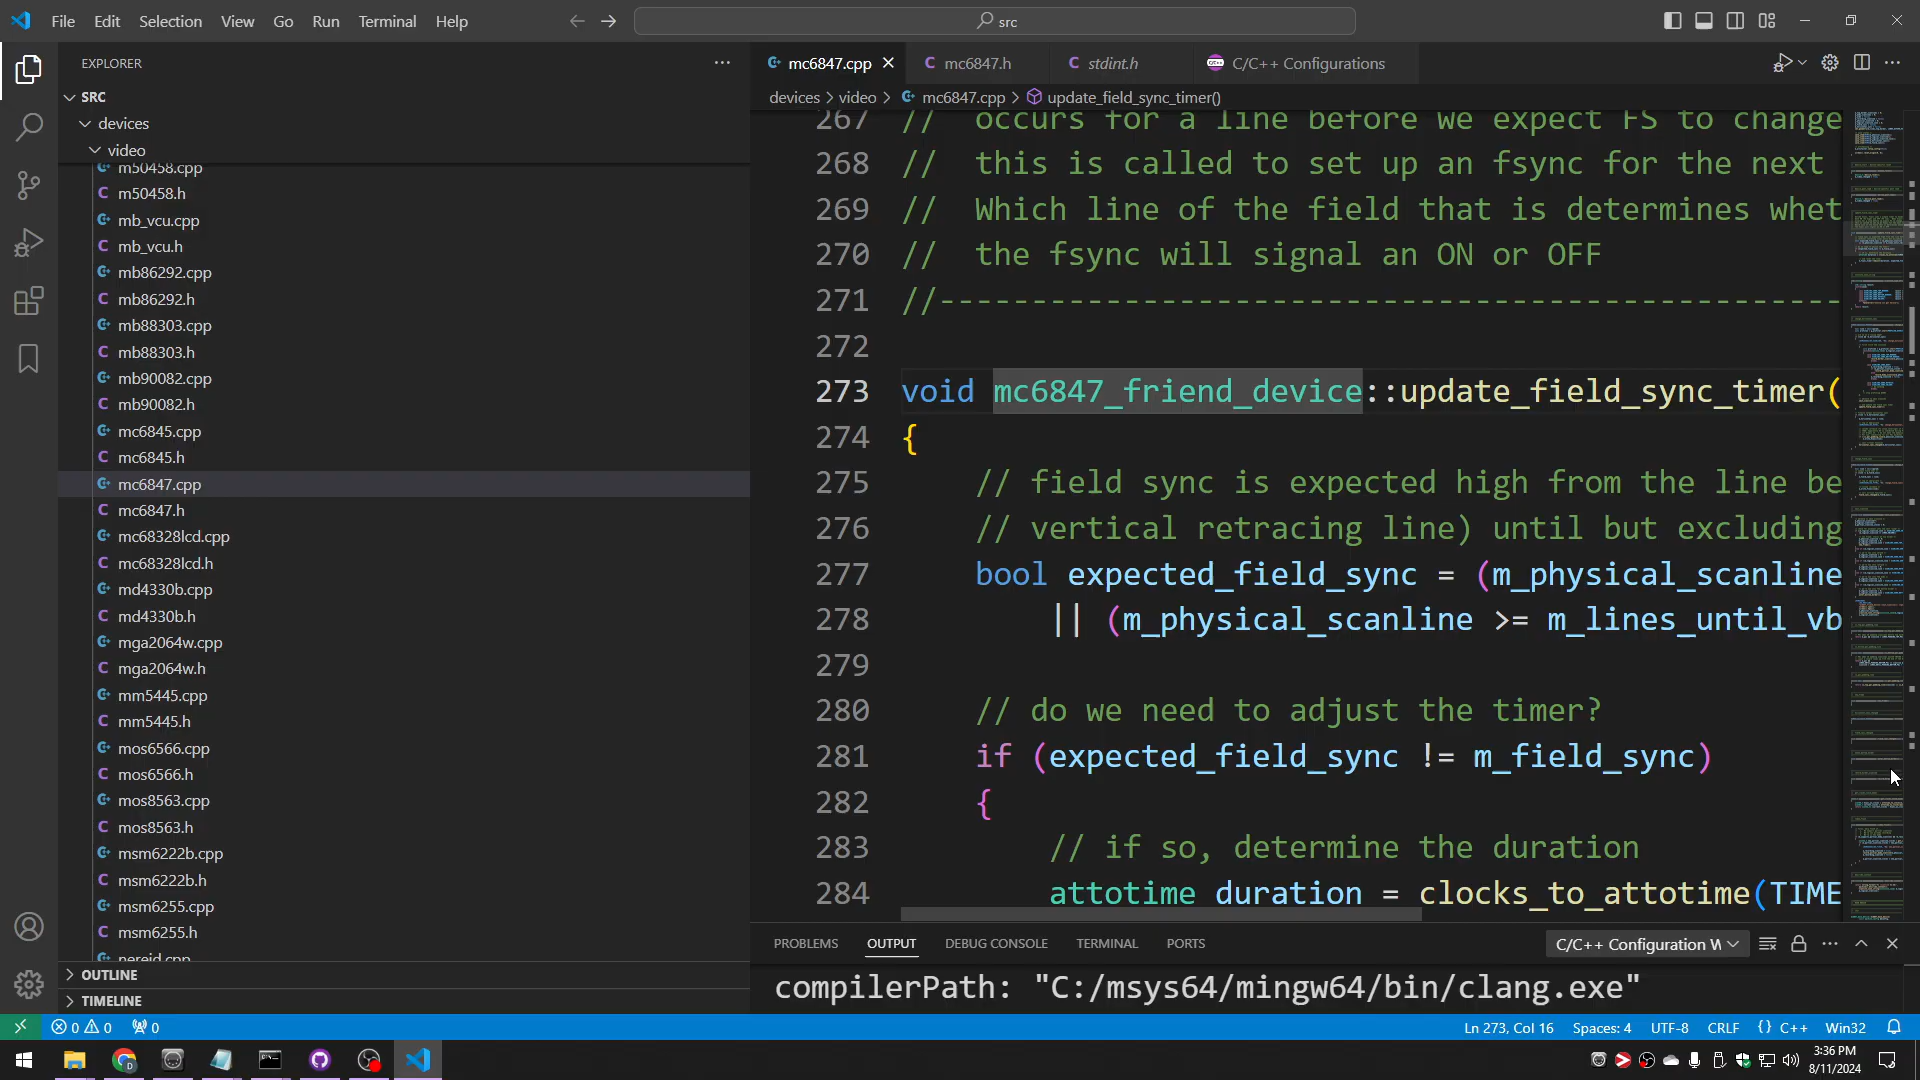 File Edit Selection View Go Run Terminal Help
src
EXPLORER
SRC
devices
video
m50458.cpp
m50458.h
mb_vcu.cpp
mb_vcu.h
mb86292.cpp
mb86292.h
mb88303.cpp
mb88303.h
mb90082.cpp
mb90082.h
mc6845.cpp
mc6845.h
mc6847.cpp
mc6847.h
mc68328lcd.cpp
mc68328lcd.h
md4330b.cpp
md4330b.h
mga2064w.cpp
mga2064w.h
mm5445.cpp
mm5445.h
mos6566.cpp
mos6566.h
mos8563.cpp
mos8563.h
msm6222b.cpp
msm6222b.h
msm6255.cpp
msm6255.h
nereid.cpp
OUTLINE
TIMELINE
mc6847.cpp mc6847.h stdint.h C/C++ Configurations
devices > video > mc6847.cpp > update_field_sync_timer()
267 //  occurs for a line before we expect FS to change
268 //  this is called to set up an fsync for the next
269 //  Which line of the field that is determines whet
270 //  the fsync will signal an ON or OFF
271 //-------------------------------------------------
272
273 void mc6847_friend_device::update_field_sync_timer(
274 {
275     // field sync is expected high from the line be
276     // vertical retracing line) until but excluding
277     bool expected_field_sync = (m_physical_scanline
278         || (m_physical_scanline >= m_lines_until_vb
279
280     // do we need to adjust the timer?
281     if (expected_field_sync != m_field_sync)
282     {
283         // if so, determine the duration
284         attotime duration = clocks_to_attotime(TIME
PROBLEMS OUTPUT DEBUG CONSOLE TERMINAL PORTS
C/C++ Configuration W
compilerPath: "C:/msys64/mingw64/bin/clang.exe"
0 0 0
Ln 273, Col 16 Spaces: 4 UTF-8 CRLF {} C++ Win32
3:36 PM
8/11/2024